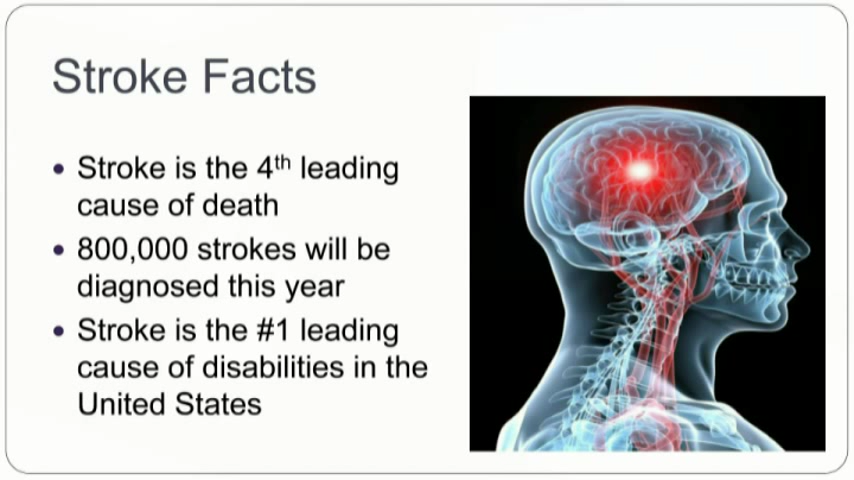 Stroke Facts
• Stroke is the 4th leading
cause of death
• 800,000 strokes will be
diagnosed this year
• Stroke is the #1 leading
cause of disabilities in the
United States